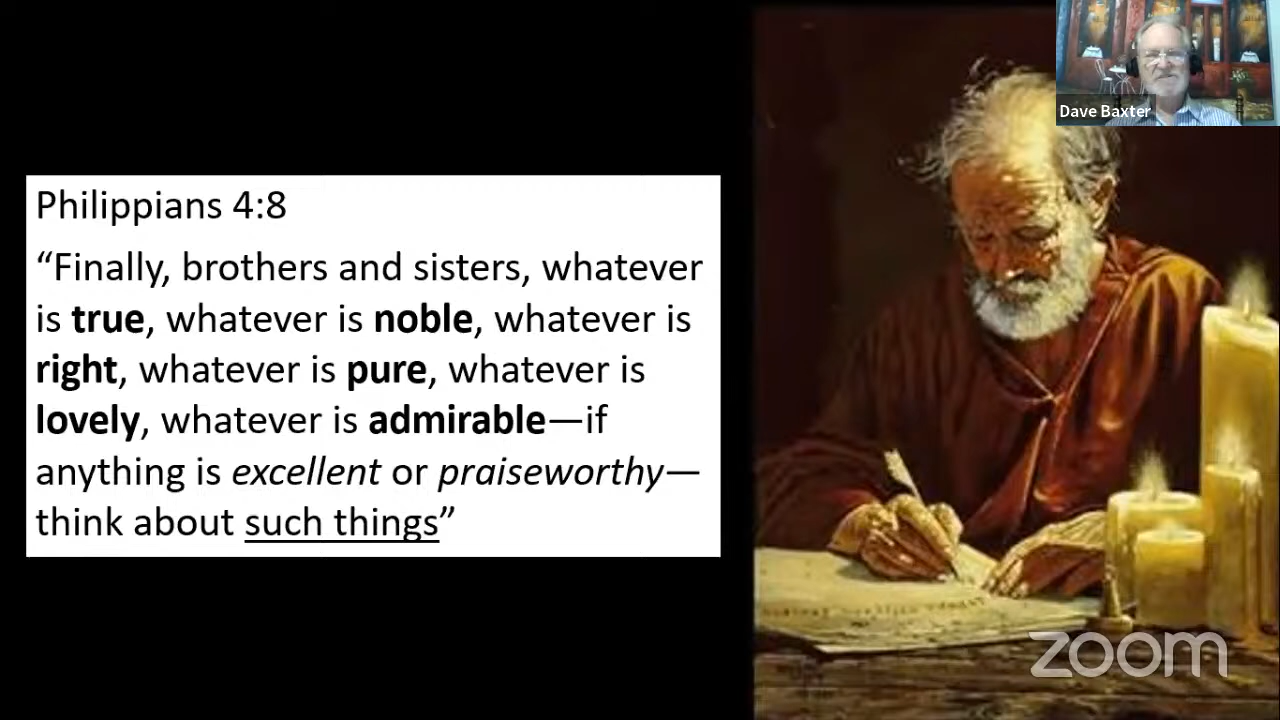 Philippians 4:8
“Finally, brothers and sisters, whatever
is true, whatever is noble, whatever is
right, whatever is pure, whatever is
lovely, whatever is admirable—if
anything is excellent or praiseworthy—
think about such things”
Dave Baxter
zoom